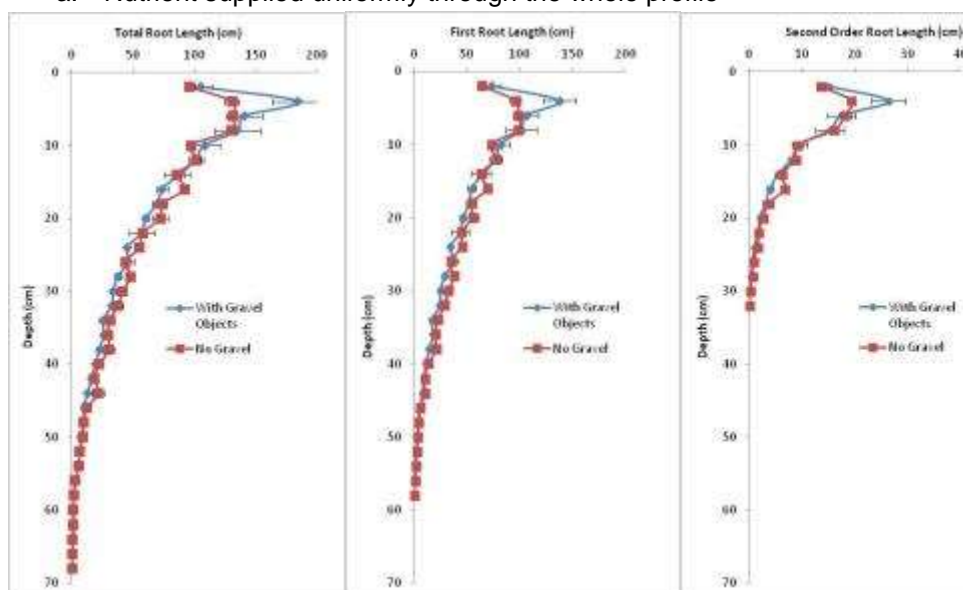 a. Nutrient supplied uniformly through the whole profile
Total Root Length (cm)
0 50 100 150 200
0
10
20
30
40
50
60
70
Depth (cm)
With Gravel
Objects
No Gravel
First Root Length (cm)
0 50 100 150 200
0
10
20
30
40
50
60
70
Depth (cm)
With Gravel
Objects
No Gravel
Second Order Root Length (cm)
0 10 20 30 40
0
10
20
30
40
50
60
70
Depth (cm)
With Gravel
Objects
No Gravel